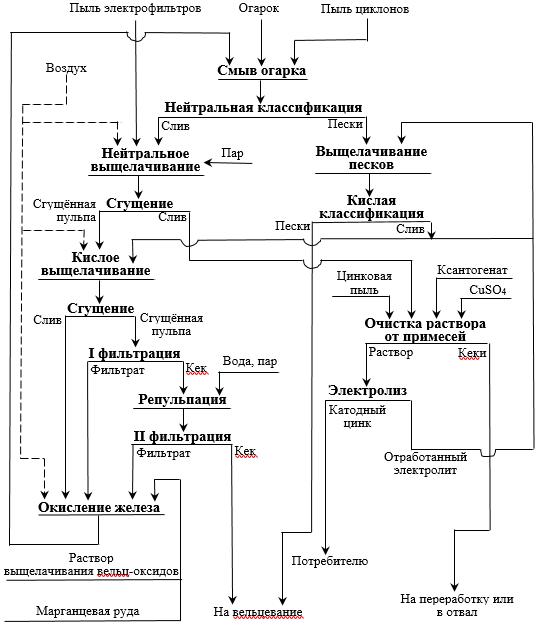 Пыль электрофильтров
Огарок
Пыль циклонов
Воздух
Смыв огарка
Нейтральная классификация
Слив
Пески
Нейтральное
выщелачивание
Пар
Выщелачивание
песков
Сгущённая
пульпа
Сгущение
Слив
Кислая
классификация
Пески
Слив
Кислое
выщелачивание
Цинковая
пыль
Ксантогенат
CuSO4
Сгущение
Слив
Сгущённая
пульпа
Очистка раствора
от примесей
Раствор
Кеки
I фильтрация
Фильтрат
Кек
Вода, пар
Репульпация
Электролиз
Катодный
цинк
II фильтрация
Фильтрат
Кек
Отработанный
электролит
Окисление железа
Раствор
выщелачивания вельц-оксидов
Потребителю
Марганцевая руда
На вельцевание
На переработку или
в отвал